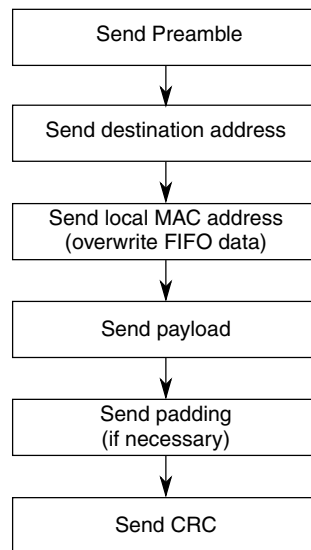 Send Preamble
Send destination address
Send local MAC address
(overwrite FIFO data)
Send payload
Send padding
(if necessary)
Send CRC